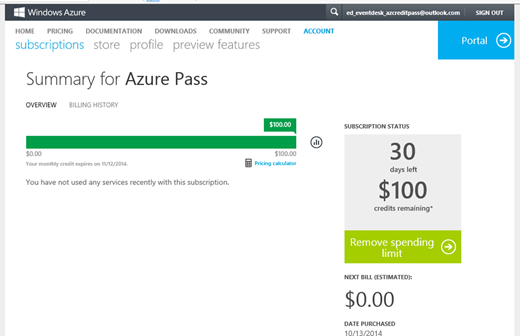 Windows Azure
ed_eventdesk_azcreditpass@outlook.com SIGN OUT
HOME PRICING DOCUMENTATION DOWNLOADS COMMUNITY SUPPORT ACCOUNT
subscriptions store profile preview features
Portal
Summary for Azure Pass
OVERVIEW BILLING HISTORY
$100.00
$0.00 $100.00
Your monthly credit expires on 11/12/2014.
Pricing calculator
You have not used any services recently with this subscription.
SUBSCRIPTION STATUS
30
days left
$100
credits remaining*
Remove spending
limit
NEXT BILL (ESTIMATED):
$0.00
DATE PURCHASED
10/13/2014